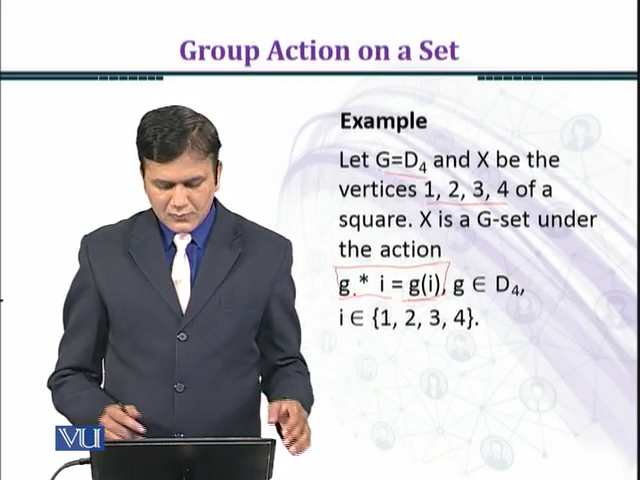 Group Action on a Set
Example
Let G=D₄ and X be the
vertices 1, 2, 3, 4 of a
square. X is a G-set under
the action
g * i = g(i), g ∈ D₄,
i ∈ {1, 2, 3, 4}.
VU